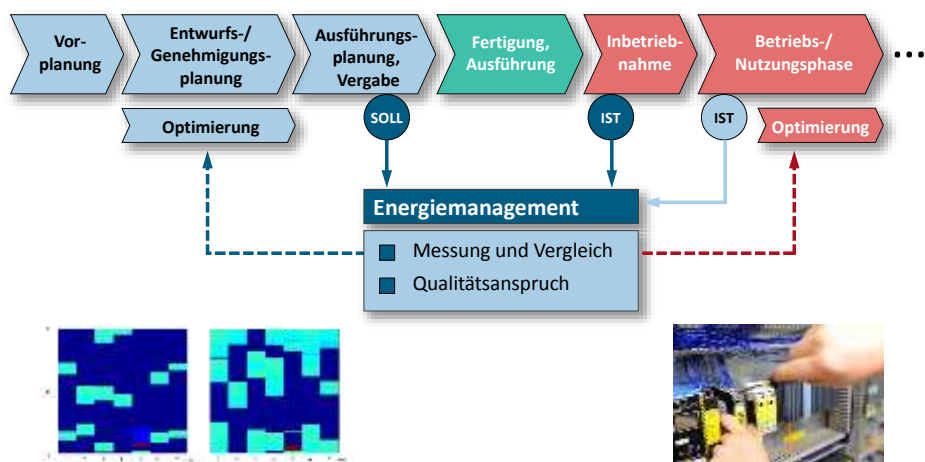 Vor-
planung
Entwurfs-/
Genehmigungs-
planung
Ausführungs-
planung,
Vergabe
Fertigung,
Ausführung
Inbetrieb-
nahme
Betriebs-/
Nutzungsphase
...
Optimierung
SOLL
IST
IST
Optimierung
Energiemanagement
Messung und Vergleich
Qualitätsanspruch